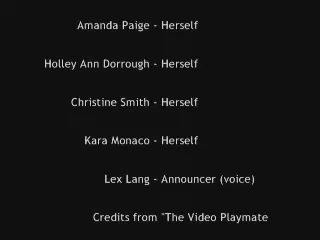 Amanda Paige - Herself
Holley Ann Dorrough - Herself
Christine Smith - Herself
Kara Monaco - Herself
Lex Lang - Announcer (voice)
Credits from "The Video Playmate